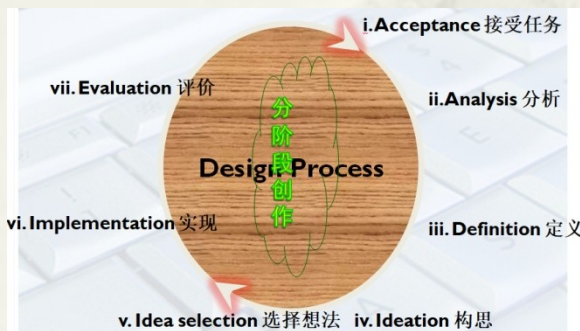 i.Acceptance 接受任务
vii.Evaluation 评价
ii.Analysis 分析
分阶段创作
Design Process
vi.Implementation 实现
iii.Definition 定义
v.Idea selection 选择想法
iv.Ideation 构思